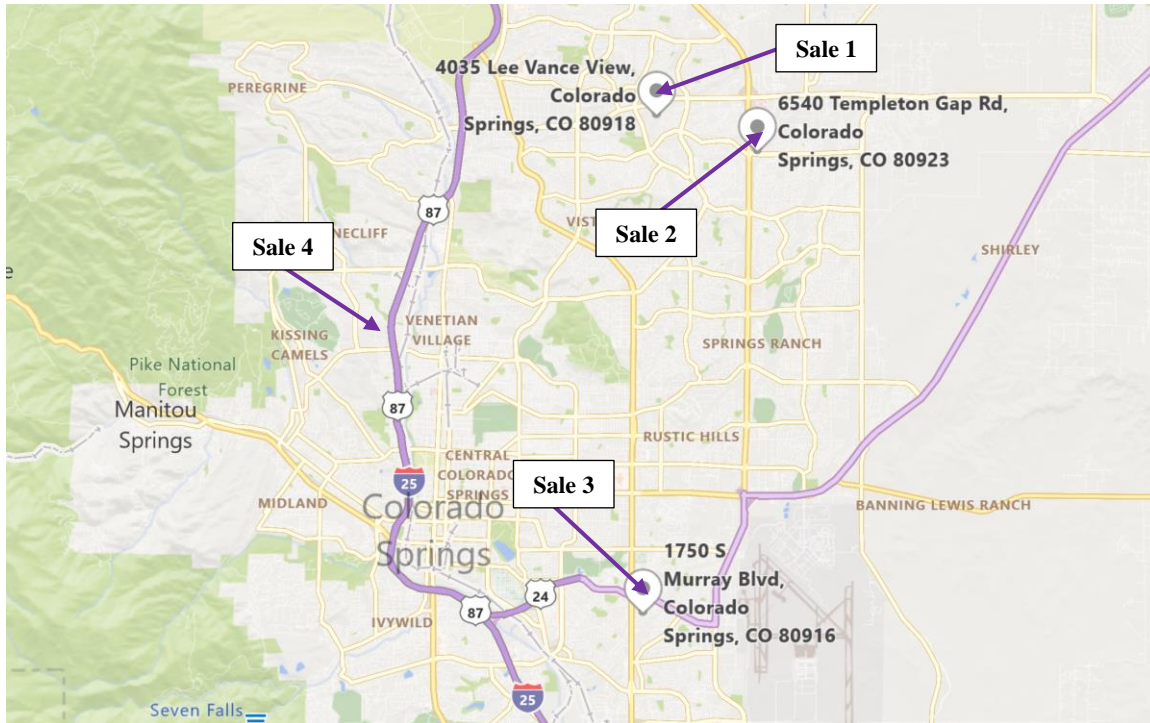 Sale 1
4035 Lee Vance View,
Colorado
Springs, CO 80918
PEREGRINE
6540 Templeton Gap Rd,
Colorado
Springs, CO 80923
87
VIST
Sale 2
NECLIFF
Sale 4
SHIRLEY
e
VENETIAN
VILLAGE
KISSING
CAMELS
SPRINGS RANCH
Pike National
Forest
Manitou
Springs
87
RUSTIC HILLS
CENTRAL
COLORADO
SPRINGS
25
Sale 3
MIDLAND
Colorado
Springs
BANNING LEWIS RANCH
1750 S
Murray Blvd,
Colorado
Springs, CO 80916
24
87
IVYWILD
25
Seven Falls